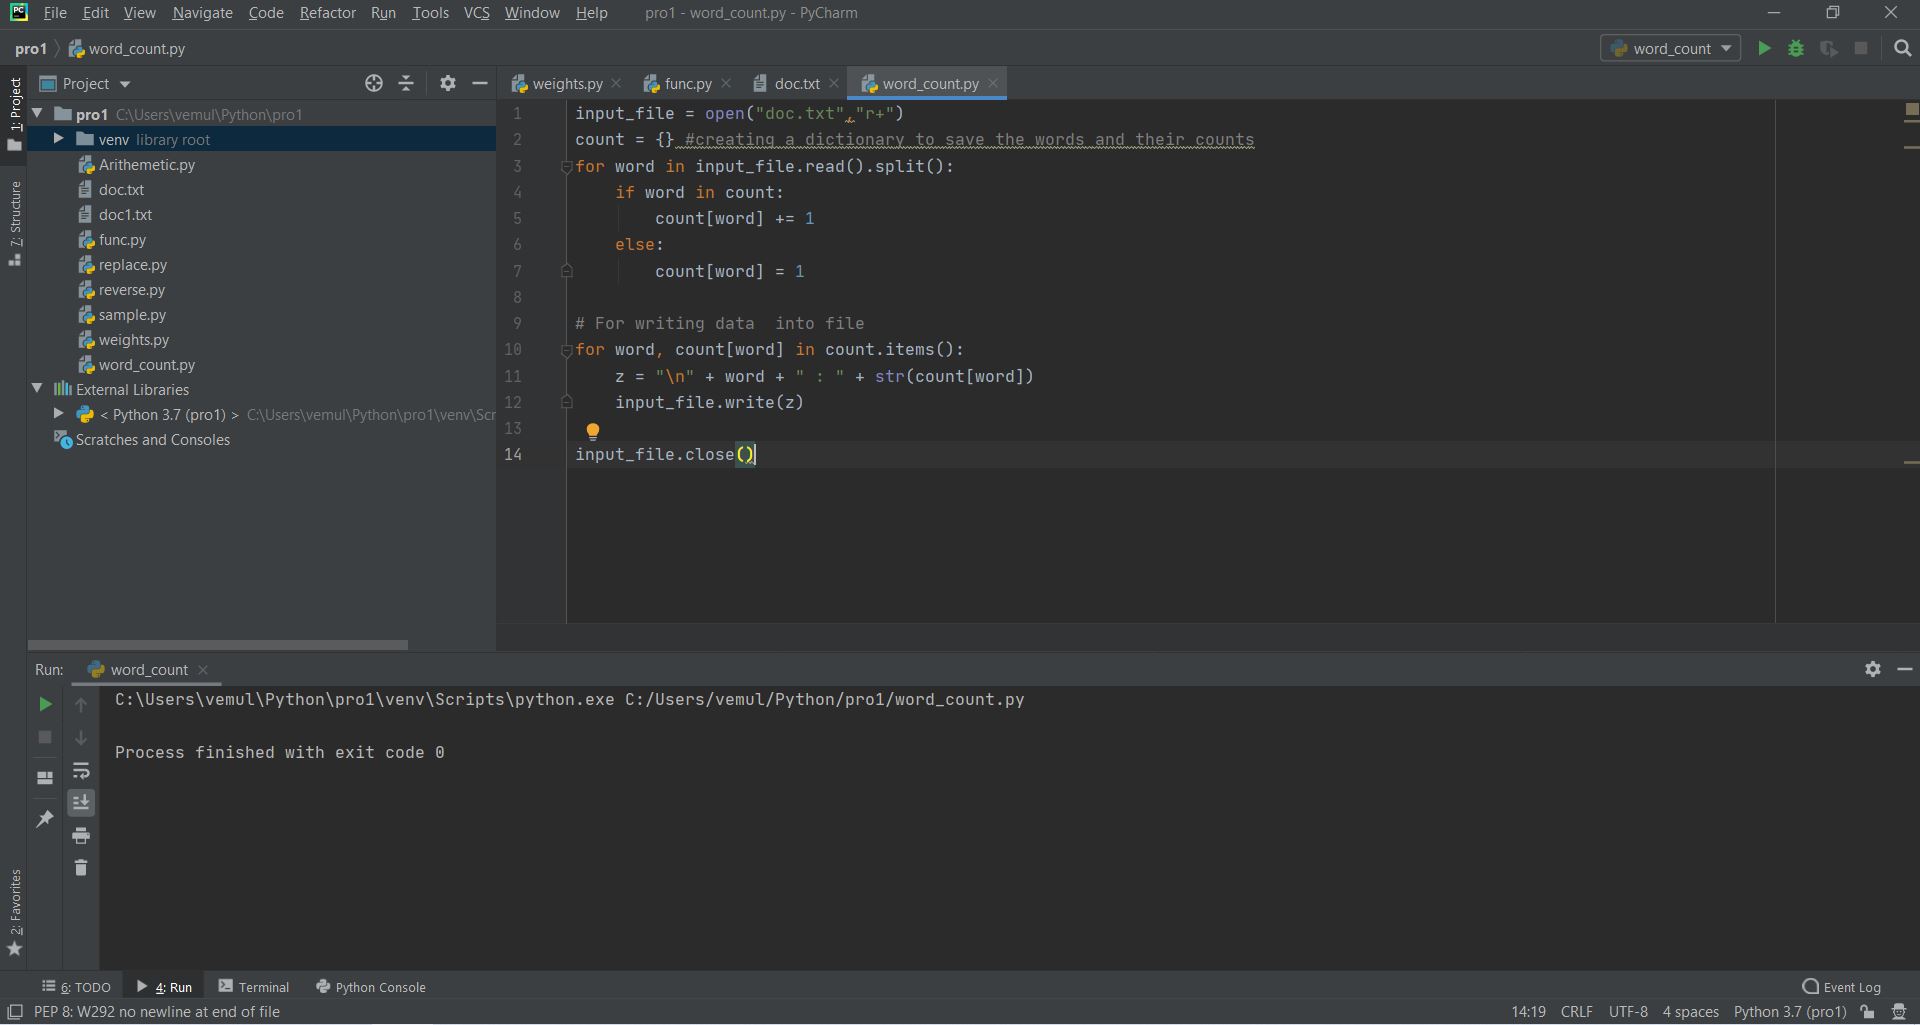 File Edit View Navigate Code Refactor Run Tools VCS Window Help pro1 - word_count.py - PyCharm
pro1 word_count.py word_count
1: Project
7: Structure
2: Favorites
Project
pro1 C:\Users\vemul\Python\pro1
venv library root
Arithemetic.py
doc.txt
doc1.txt
func.py
replace.py
reverse.py
sample.py
weights.py
word_count.py
External Libraries
< Python 3.7 (pro1) > C:\Users\vemul\Python\pro1\venv\Scr
Scratches and Consoles
weights.py func.py doc.txt word_count.py
1 input_file = open("doc.txt","r+")
2 count = {} #creating a dictionary to save the words and their counts
3 for word in input_file.read().split():
4     if word in count:
5         count[word] += 1
6     else:
7         count[word] = 1
8
9 # For writing data  into file
10 for word, count[word] in count.items():
11     z = "\n" + word + " : " + str(count[word])
12     input_file.write(z)
13
14 input_file.close()
Run: word_count
C:\Users\vemul\Python\pro1\venv\Scripts\python.exe C:/Users/vemul/Python/pro1/word_count.py
Process finished with exit code 0
6: TODO 4: Run Terminal Python Console Event Log
PEP 8: W292 no newline at end of file 14:19 CRLF UTF-8 4 spaces Python 3.7 (pro1)